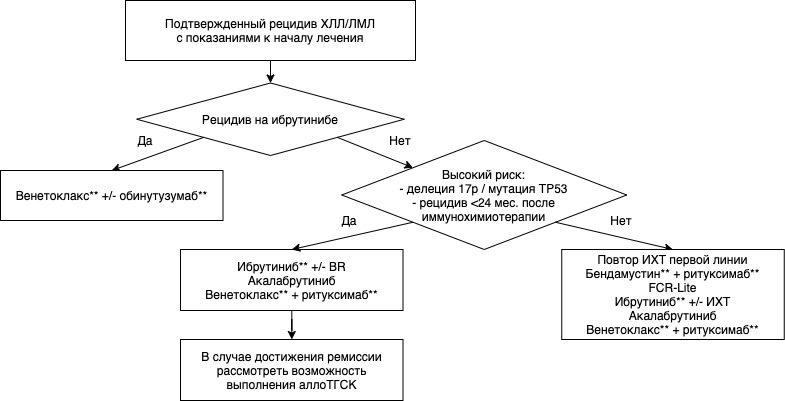 Подтвержденный рецидив ХЛЛ/ЛМЛ
с показаниями к началу лечения
Рецидив на ибрутинибе
Да
Нет
Венетоклакс** +/- обинутузумаб**
Высокий риск:
- делеция 17p / мутация TP53
- рецидив <24 мес. после
иммунохимиотерапии
Да
Нет
Ибрутиниб** +/- BR
Акалабрутиниб
Венетоклакс** + ритуксимаб**
Повтор ИХТ первой линии
Бендамустин** + ритуксимаб**
FCR-Lite
Ибрутиниб** +/- ИХТ
Акалабрутиниб
Венетоклакс** + ритуксимаб**
В случае достижения ремиссии
рассмотреть возможность
выполнения аллоТГСК